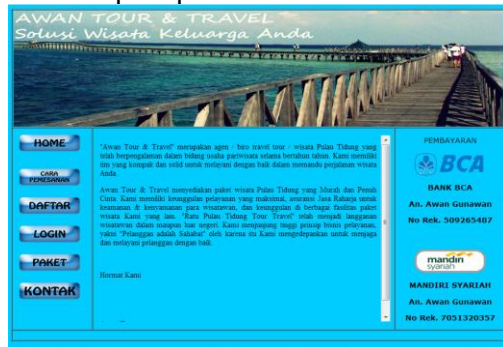 AWAN TOUR & TRAVEL
Solusi Wisata Keluarga Anda
HOME
CARA
PEMESANAN
DAFTAR
LOGIN
PAKET
KONTAK
"Awan Tour & Travel" merupakan agen / biro travel tour / wisata Pulau Tidung yang
telah berpengalaman dalam bidang usaha pariwisata selama bertahun tahun. Kami memiliki
tim yang kompak dan solid untuk melayani dengan baik dalam memandu perjalanan wisata
Anda.
Awan Tour & Travel menyediakan paket wisata Pulau Tidung yang Murah dan Penuh
Cinta. Kami memiliki keunggulan pelayanan yang maksimal, asuransi Jasa Raharja untuk
keamanan & kenyamanan para wisatawan, dan keunggulan di berbagai fasilitas paket
wisata Kami yang lain. "Ratu Pulau Tidung Tour Travel" telah menjadi langganan
wisatawan dalam maupun luar negeri. Kami menjunjung tinggi prinsip bisnis pelayanan,
yakni "Pelanggan adalah Sahabat" oleh karena itu Kami mengedepankan untuk menjaga
dan melayani pelanggan dengan baik.
Hormat Kami
PEMBAYARAN
BCA
BANK BCA
An. Awan Gunawan
No Rek. 509265487
mandiri
syariah
MANDIRI SYARIAH
An. Awan Gunawan
No Rek. 7051320357